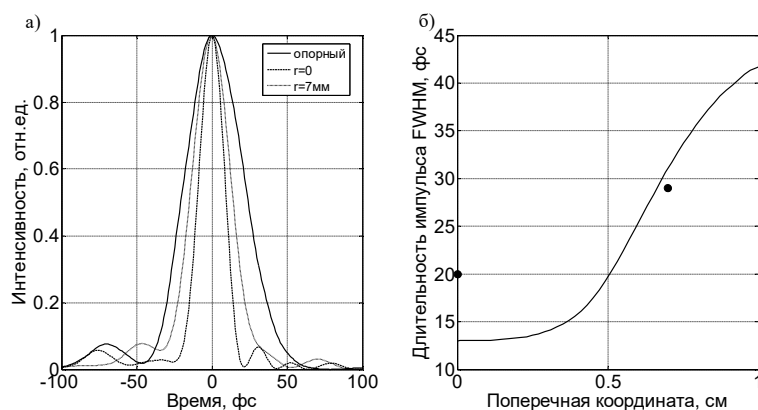 а)
Интенсивность, отн.ед.
1
0.8
0.6
0.4
0.2
0
-100
-50
0
50
100
Время, фс
опорный
r=0
r=7мм
б)
Длительность импульса FWHM, фс
45
40
35
30
25
20
15
10
0
0.5
1
Поперечная координата, см